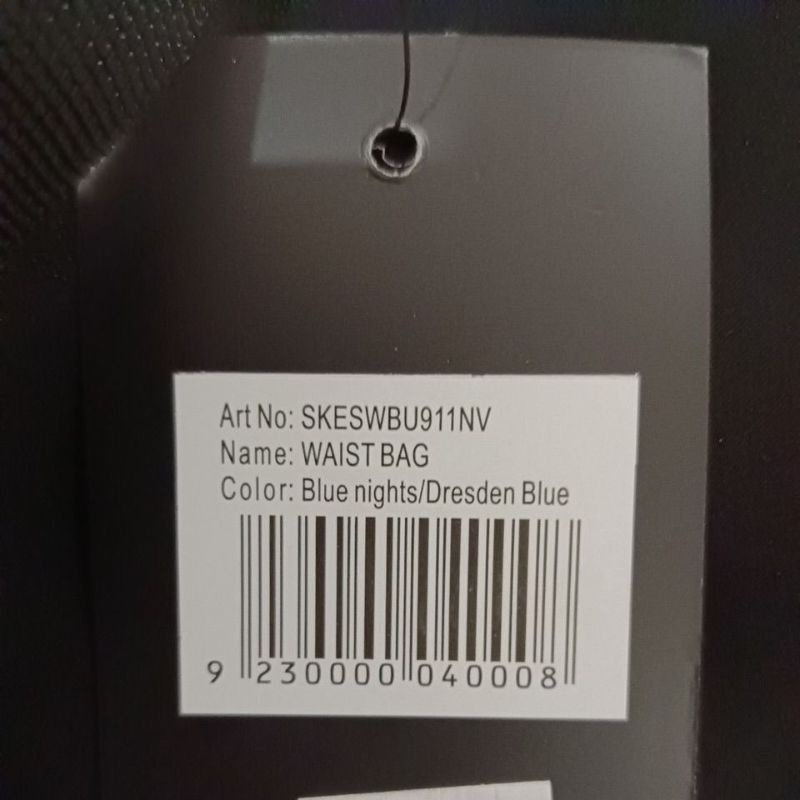 Art No: SKESWBU911NV
Name: WAIST BAG
Color: Blue nights/Dresden Blue
9 230000 040008